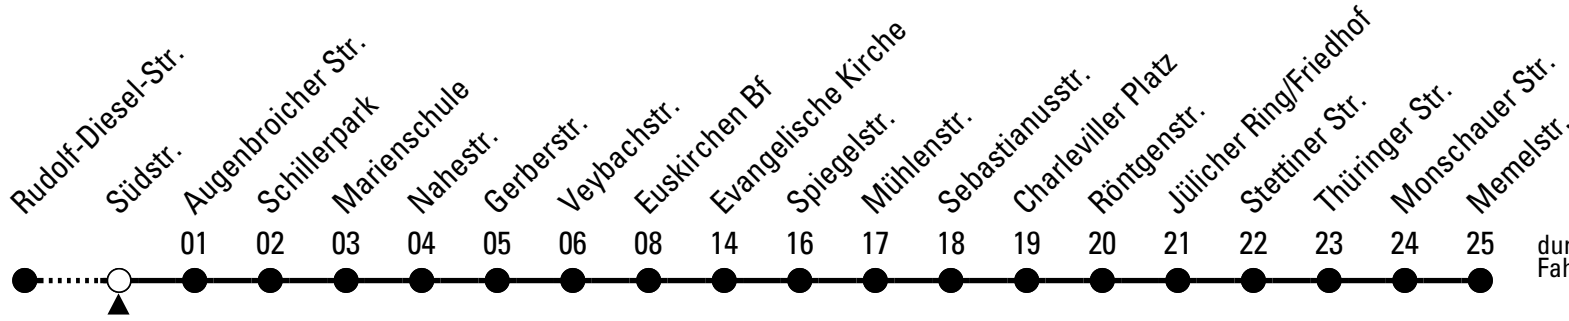 Rudolf-Diesel-Str.
Südstr.
Augenbroicher Str.
Schillerpark
Marienschule
Nahestr.
Gerberstr.
Veybachstr.
Euskirchen Bf
Evangelische Kirche
Spiegelstr.
Mühlenstr.
Sebastianusstr.
Charleviller Platz
Röntgenstr.
Jülicher Ring/Friedhof
Stettiner Str.
Thüringer Str.
Monschauer Str.
Memelstr.
01 02 03 04 05 06 08 14 16 17 18 19 20 21 22 23 24 25